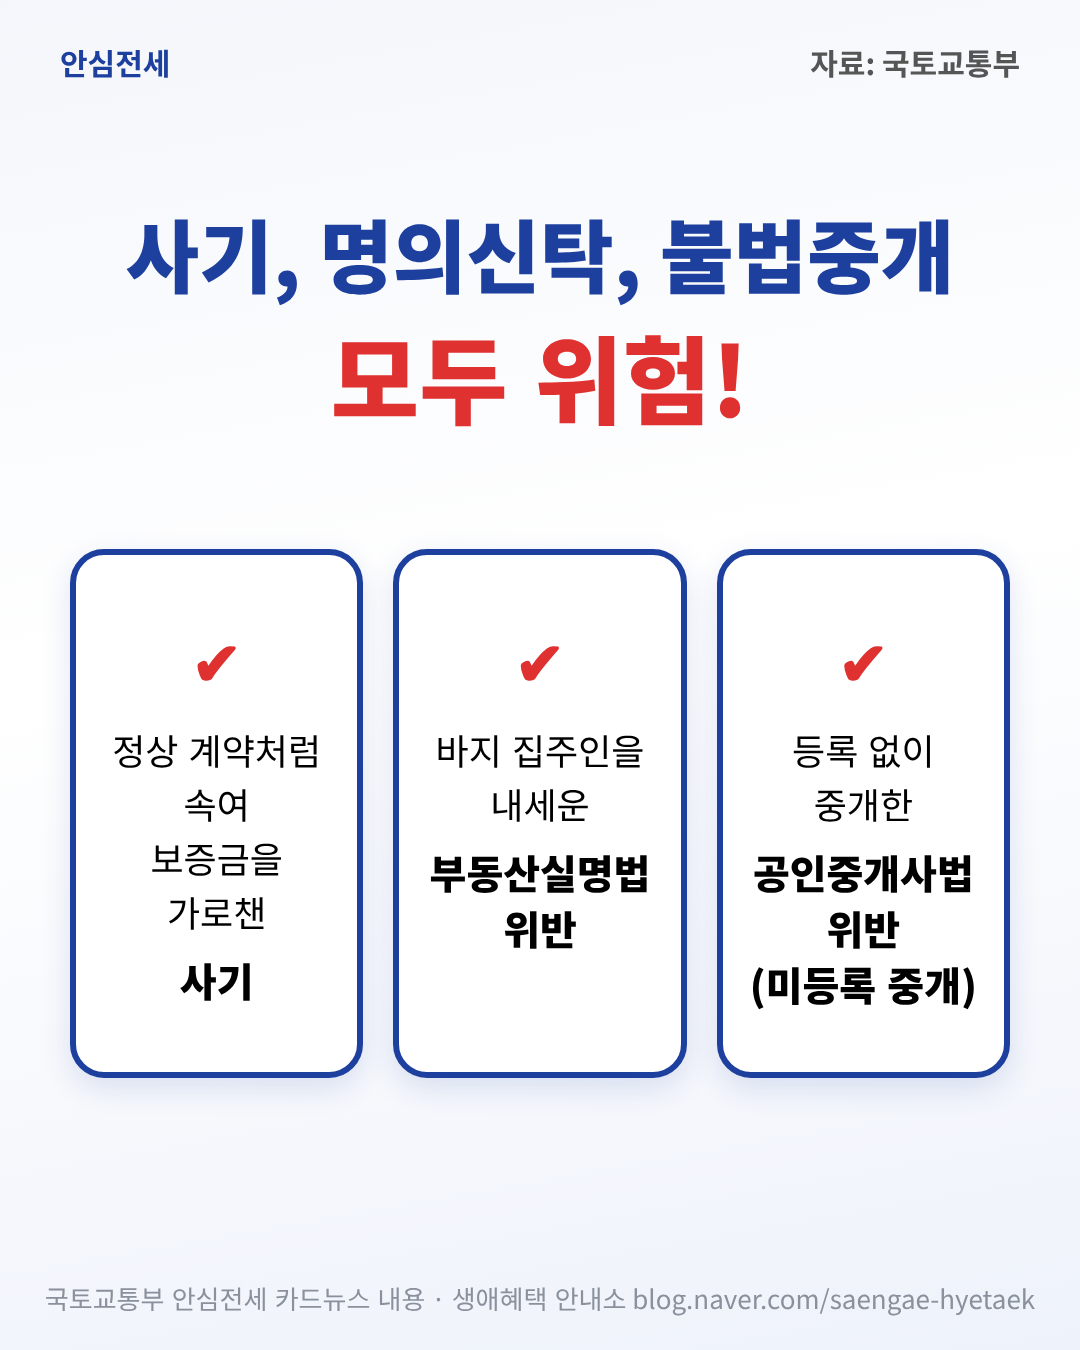 안심전세
자료: 국토교통부
사기, 명의신탁, 불법중개
모두 위험!
✔
정상 계약처럼
속여
보증금을
가로챈
사기
✔
바지 집주인을
내세운
부동산실명법
위반
✔
등록 없이
중개한
공인중개사법
위반
(미등록 중개)
국토교통부 안심전세 카드뉴스 내용 · 생애혜택 안내소 blog.naver.com/saengae-hyetaek